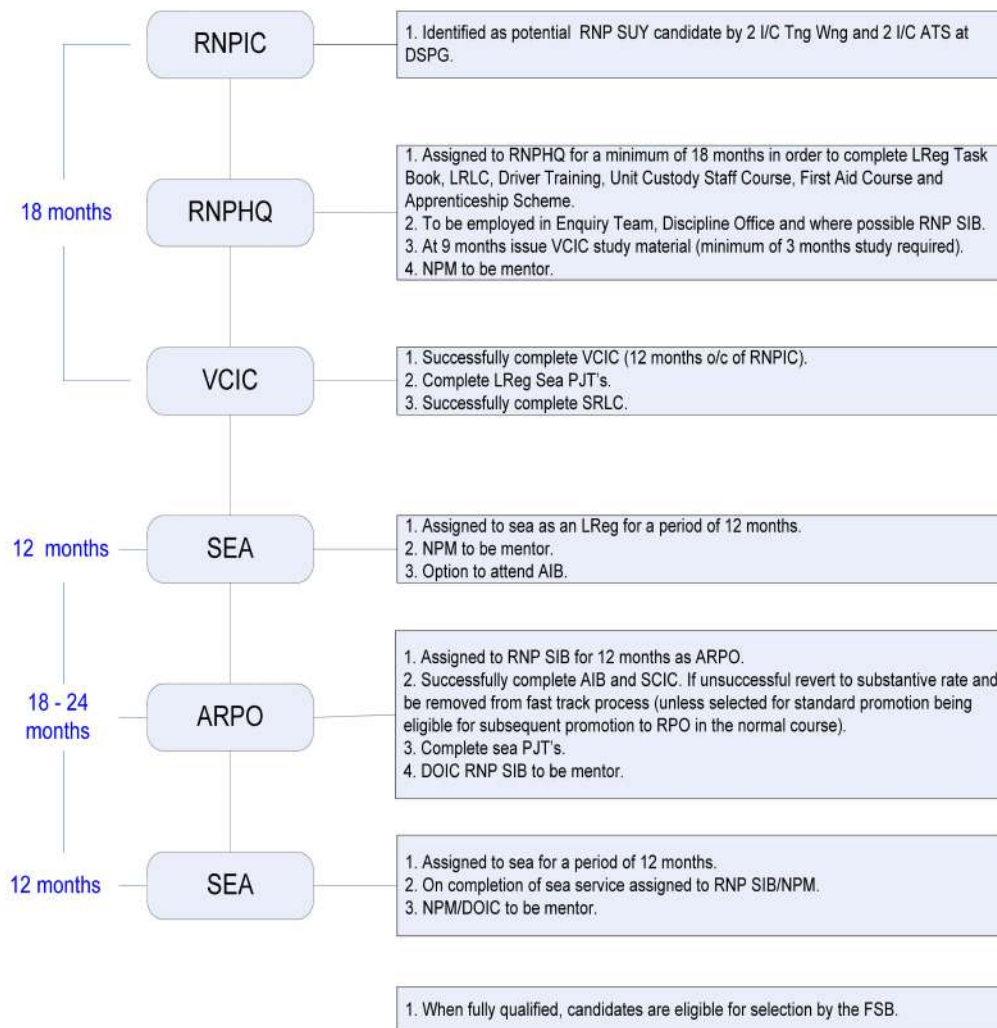 RNPIC
1. Identified as potential RNP SUY candidate by 2 I/C Tng Wng and 2 I/C ATS at
DSPG.
18 months
RNPHQ
1. Assigned to RNPHQ for a minimum of 18 months in order to complete LReg Task
Book, LRLC, Driver Training, Unit Custody Staff Course, First Aid Course and
Apprenticeship Scheme.
2. To be employed in Enquiry Team, Discipline Office and where possible RNP SIB.
3. At 9 months issue VCIC study material (minimum of 3 months study required).
4. NPM to be mentor.
VCIC
1. Successfully complete VCIC (12 months o/c of RNPIC).
2. Complete LReg Sea PJT's.
3. Successfully complete SRLC.
12 months
SEA
1. Assigned to sea as an LReg for a period of 12 months.
2. NPM to be mentor.
3. Option to attend AIB.
18 - 24
months
ARPO
1. Assigned to RNP SIB for 12 months as ARPO.
2. Successfully complete AIB and SCIC. If unsuccessful revert to substantive rate and
be removed from fast track process (unless selected for standard promotion being
eligible for subsequent promotion to RPO in the normal course).
3. Complete sea PJT's.
4. DOIC RNP SIB to be mentor.
12 months
SEA
1. Assigned to sea for a period of 12 months.
2. On completion of sea service assigned to RNP SIB/NPM.
3. NPM/DOIC to be mentor.
1. When fully qualified, candidates are eligible for selection by the FSB.